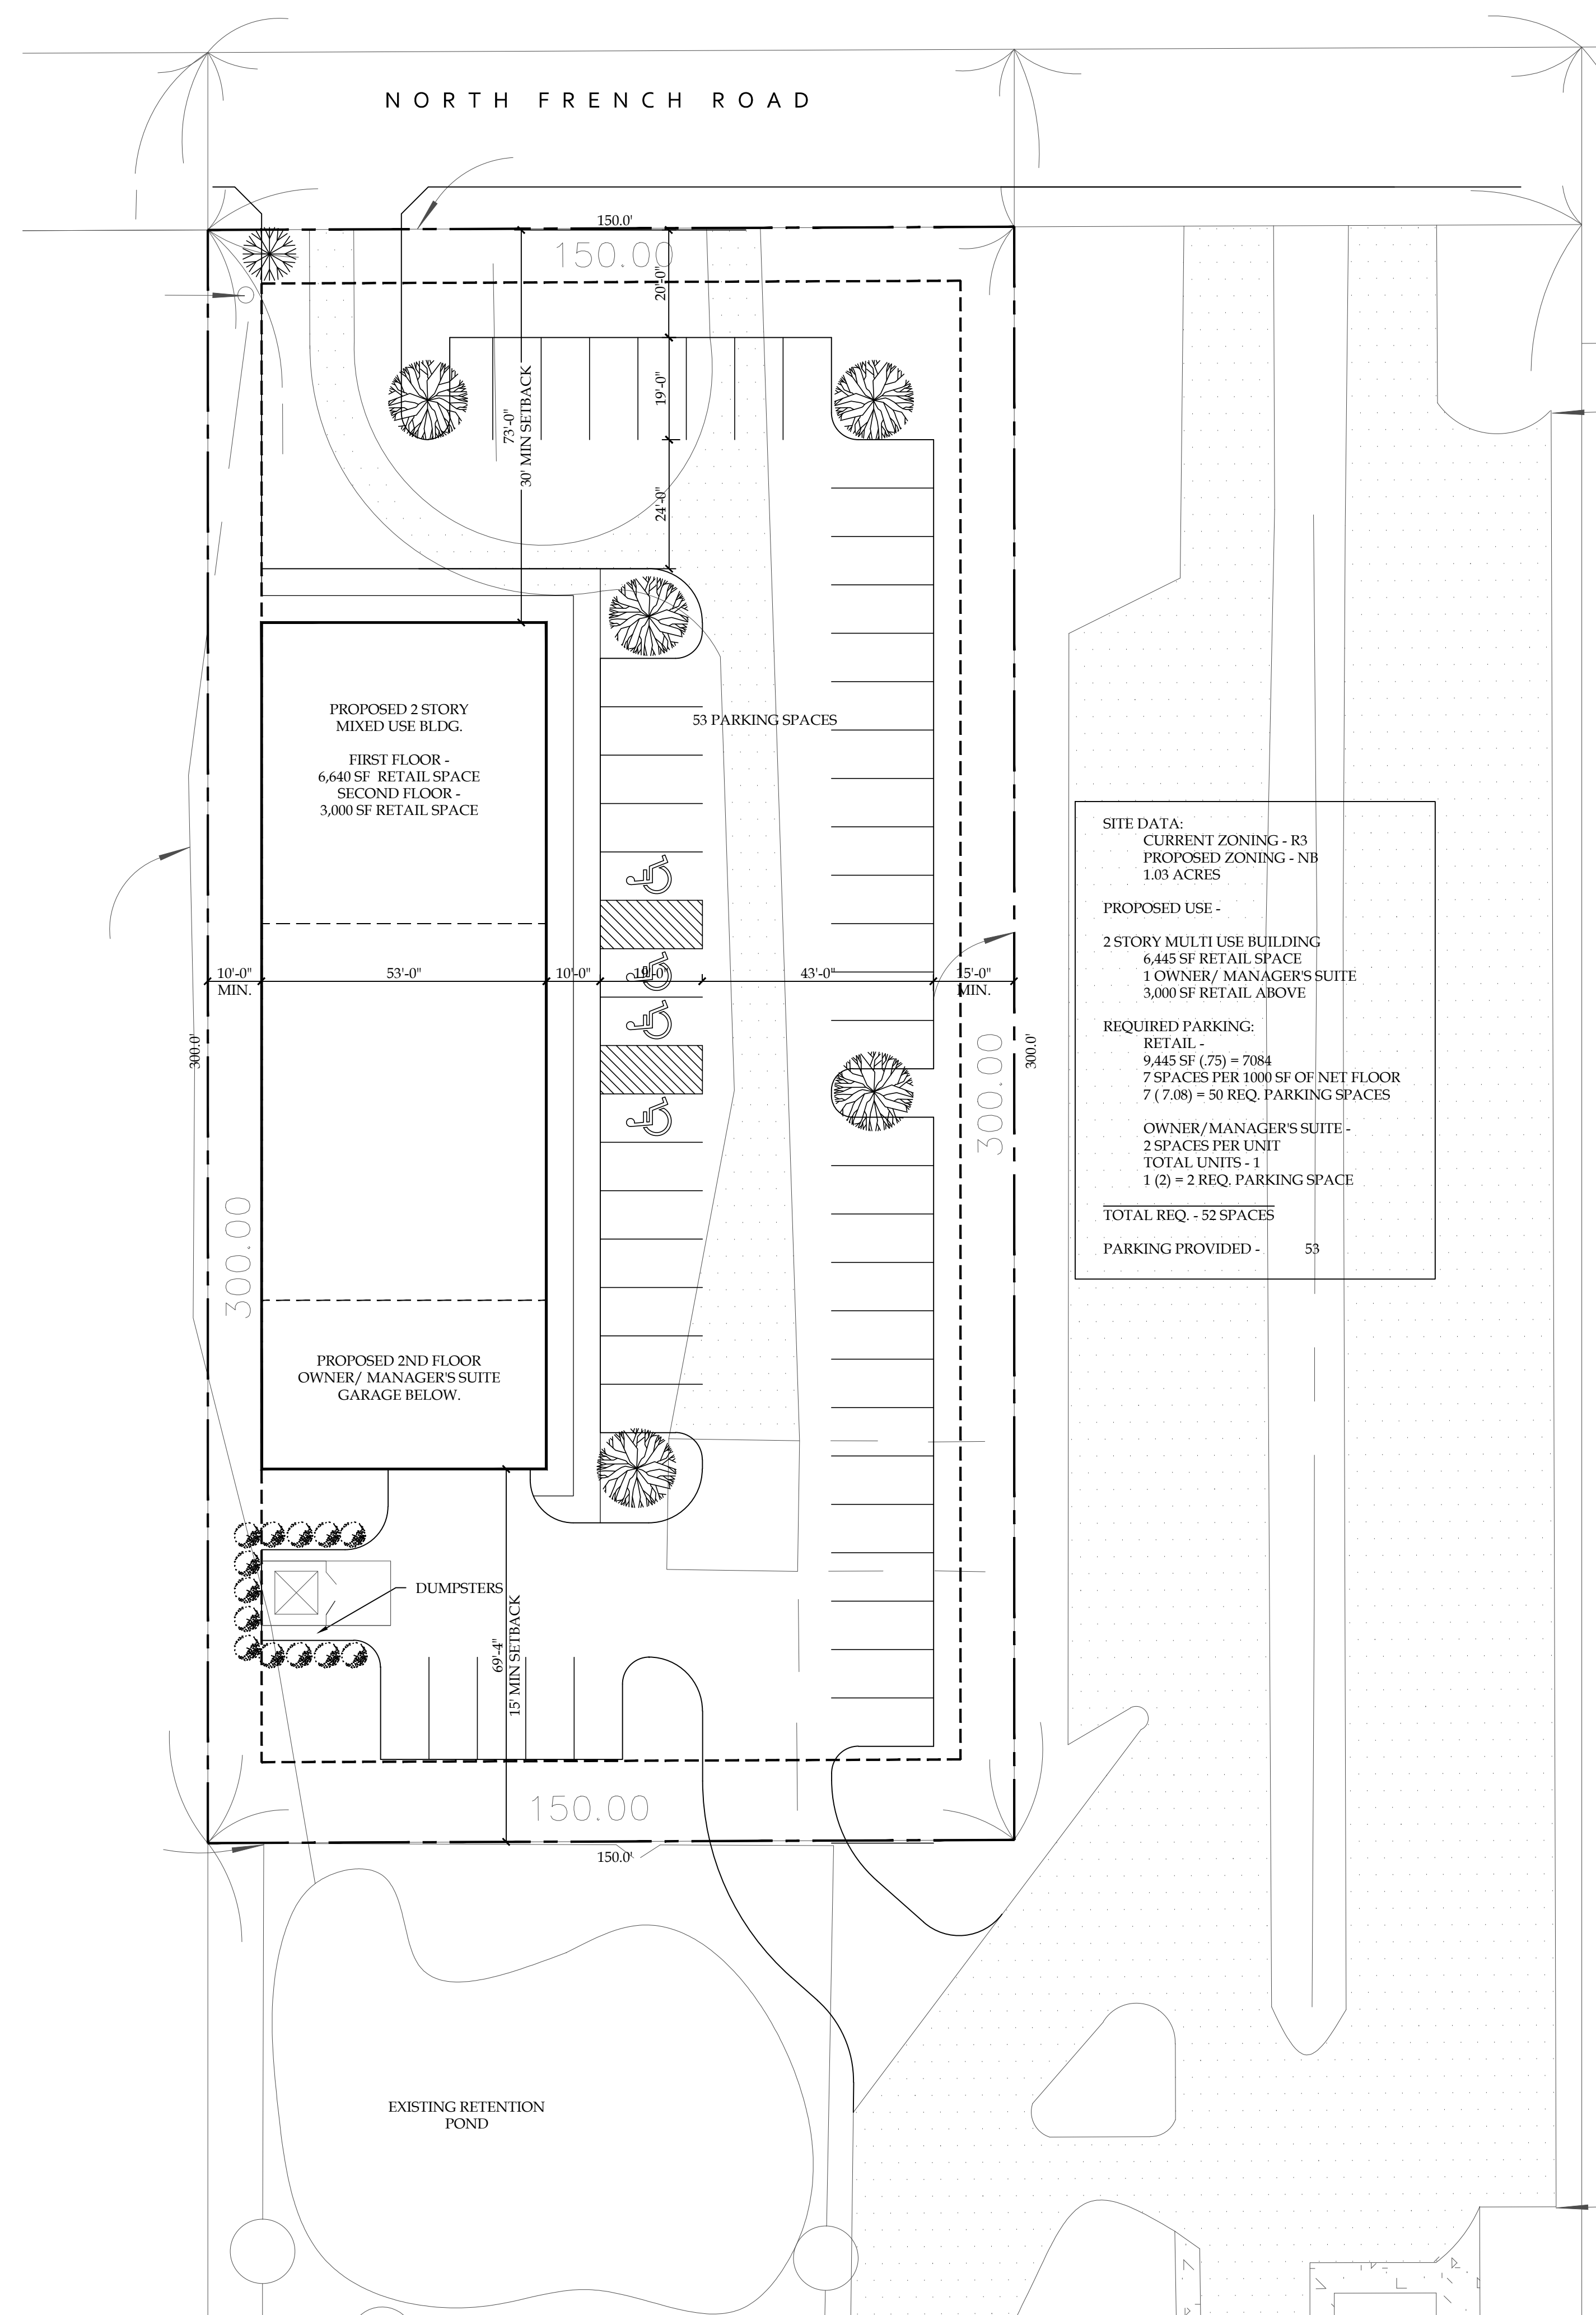 NORTH FRENCH ROAD
150.0'
150.00
20'-0"
19'-0"
73'-0"
30' MIN SETBACK
24'-0"
PROPOSED 2 STORY
MIXED USE BLDG.
FIRST FLOOR -
6,640 SF RETAIL SPACE
SECOND FLOOR -
3,000 SF RETAIL SPACE
53 PARKING SPACES
10'-0"
MIN.
53'-0"
10'-0"
19'-0"
43'-0"
15'-0"
MIN.
300.0'
300.00
300.00
300.0'
SITE DATA:
CURRENT ZONING - R3
PROPOSED ZONING - NB
1.03 ACRES
PROPOSED USE -
2 STORY MULTI USE BUILDING
6,445 SF RETAIL SPACE
1 OWNER/ MANAGER'S SUITE
3,000 SF RETAIL ABOVE
REQUIRED PARKING:
RETAIL -
9,445 SF (.75) = 7084
7 SPACES PER 1000 SF OF NET FLOOR
7 ( 7.08) = 50 REQ. PARKING SPACES
OWNER/MANAGER'S SUITE -
2 SPACES PER UNIT
TOTAL UNITS - 1
1 (2) = 2 REQ. PARKING SPACE
TOTAL REQ. - 52 SPACES
PARKING PROVIDED - 53
PROPOSED 2ND FLOOR
OWNER/ MANAGER'S SUITE
GARAGE BELOW.
DUMPSTERS
69'-4"
15' MIN SETBACK
150.00
150.0'
EXISTING RETENTION
POND